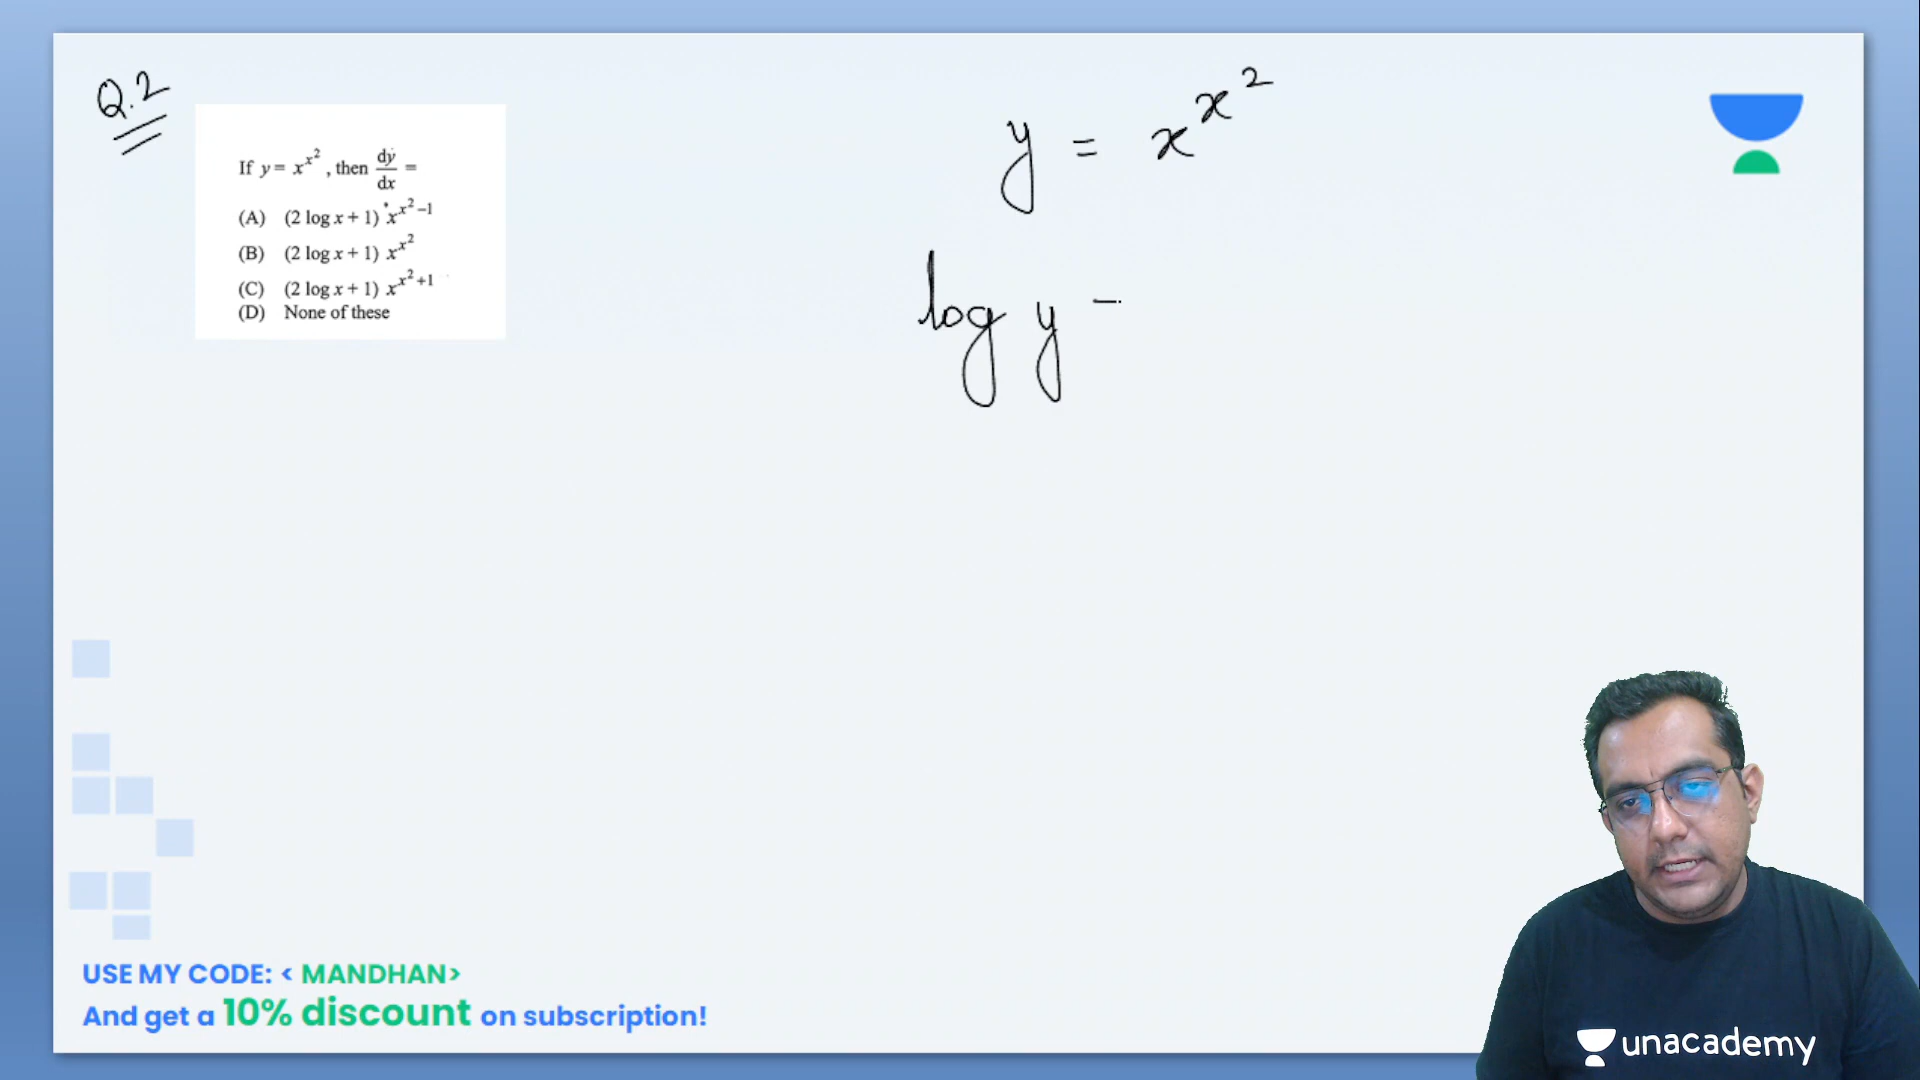 Q.2
y = x^x^2
If y = x^x^2 , then dy/dx =
(A) (2 log x + 1) x^x^2−1
(B) (2 log x + 1) x^x^2
(C) (2 log x + 1) x^x^2+1
(D) None of these
log y -
USE MY CODE: < MANDHAN>
And get a 10% discount on subscription!
unacademy